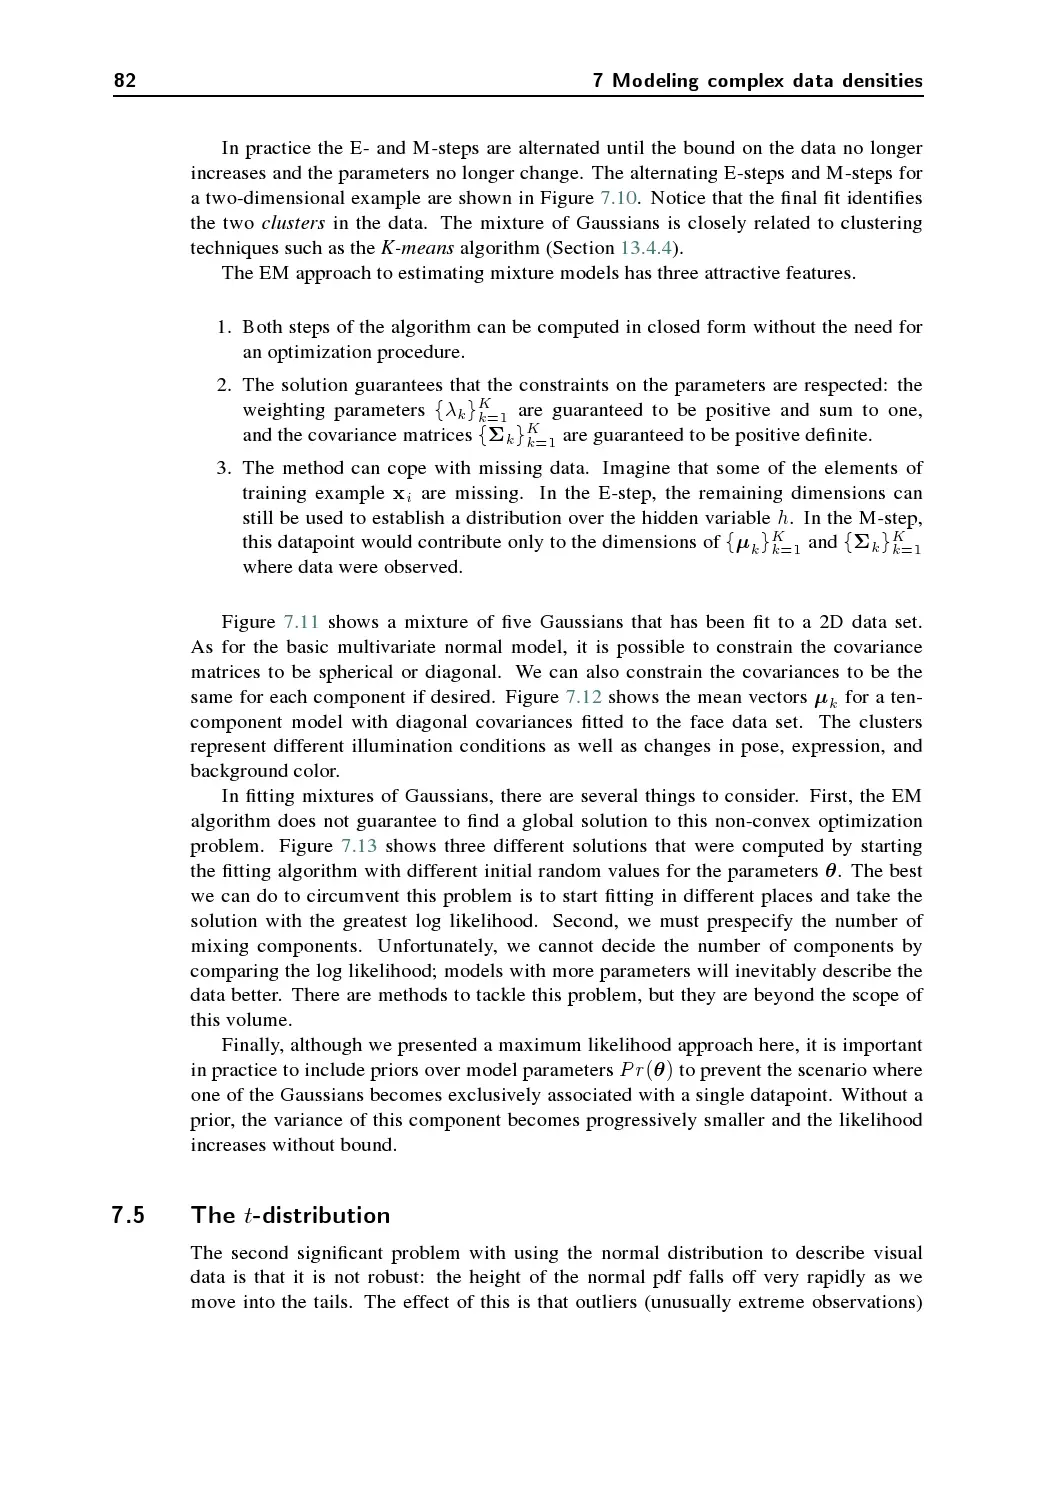 82
7 Modeling complex data densities
In practice the E- and M-steps are alternated until the bound on the data no longer
increases and the parameters no longer change. The alternating E-steps and M-steps for
a two-dimensional example are shown in Figure 7.10. Notice that the final fit identifies
the two clusters in the data. The mixture of Gaussians is closely related to clustering
techniques such as the K-means algorithm (Section 13.4.4).
The EM approach to estimating mixture models has three attractive features.
1. Both steps of the algorithm can be computed in closed form without the need for
an optimization procedure.
2. The solution guarantees that the constraints on the parameters are respected: the
weighting parameters {λ_k}_{k=1}^K are guaranteed to be positive and sum to one,
and the covariance matrices {Σ_k}_{k=1}^K are guaranteed to be positive definite.
3. The method can cope with missing data. Imagine that some of the elements of
training example x_i are missing. In the E-step, the remaining dimensions can
still be used to establish a distribution over the hidden variable h. In the M-step,
this datapoint would contribute only to the dimensions of {μ_k}_{k=1}^K and {Σ_k}_{k=1}^K
where data were observed.
Figure 7.11 shows a mixture of five Gaussians that has been fit to a 2D data set.
As for the basic multivariate normal model, it is possible to constrain the covariance
matrices to be spherical or diagonal. We can also constrain the covariances to be the
same for each component if desired. Figure 7.12 shows the mean vectors μ_k for a ten-
component model with diagonal covariances fitted to the face data set. The clusters
represent different illumination conditions as well as changes in pose, expression, and
background color.
In fitting mixtures of Gaussians, there are several things to consider. First, the EM
algorithm does not guarantee to find a global solution to this non-convex optimization
problem. Figure 7.13 shows three different solutions that were computed by starting
the fitting algorithm with different initial random values for the parameters θ. The best
we can do to circumvent this problem is to start fitting in different places and take the
solution with the greatest log likelihood. Second, we must prespecify the number of
mixing components. Unfortunately, we cannot decide the number of components by
comparing the log likelihood; models with more parameters will inevitably describe the
data better. There are methods to tackle this problem, but they are beyond the scope of
this volume.
Finally, although we presented a maximum likelihood approach here, it is important
in practice to include priors over model parameters Pr(θ) to prevent the scenario where
one of the Gaussians becomes exclusively associated with a single datapoint. Without a
prior, the variance of this component becomes progressively smaller and the likelihood
increases without bound.
7.5 The t-distribution
The second significant problem with using the normal distribution to describe visual
data is that it is not robust: the height of the normal pdf falls off very rapidly as we
move into the tails. The effect of this is that outliers (unusually extreme observations)